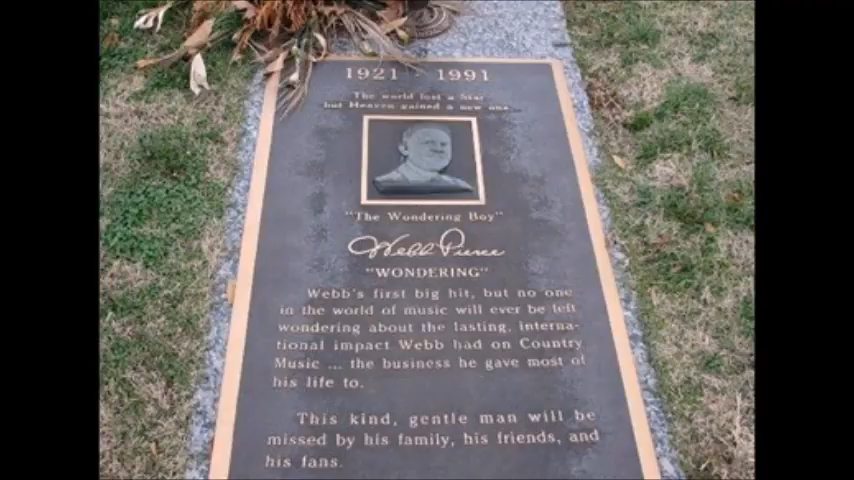 1921 - 1991
The world lost a Star
but Heaven gained a new one
"The Wondering Boy"
Webb Pierce
"WONDERING"
Webb's first big hit, but no one
in the world of music will ever be left
wondering about the lasting, interna-
tional impact Webb had on Country
Music ... the business he gave most of
his life to.
This kind, gentle man will be
missed by his family, his friends, and
his fans.